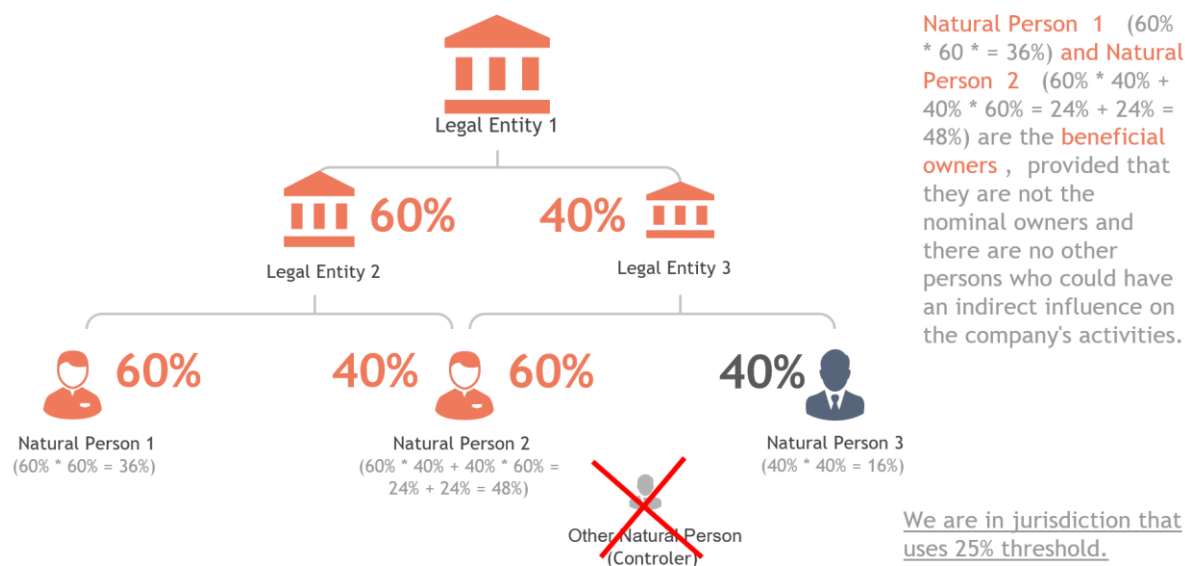 Legal Entity 1
60%
40%
Legal Entity 2
Legal Entity 3
60%
40%
60%
40%
Natural Person 1
(60% * 60% = 36%)
Natural Person 2
(60% * 40% + 40% * 60% =
24% + 24% = 48%)
Natural Person 3
(40% * 40% = 16%)
Other Natural Person
(Controler)
Natural Person 1 (60%
* 60 * = 36%) and Natural
Person 2 (60% * 40% +
40% * 60% = 24% + 24% =
48%) are the beneficial
owners , provided that
they are not the
nominal owners and
there are no other
persons who could have
an indirect influence on
the company's activities.
We are in jurisdiction that
uses 25% threshold.